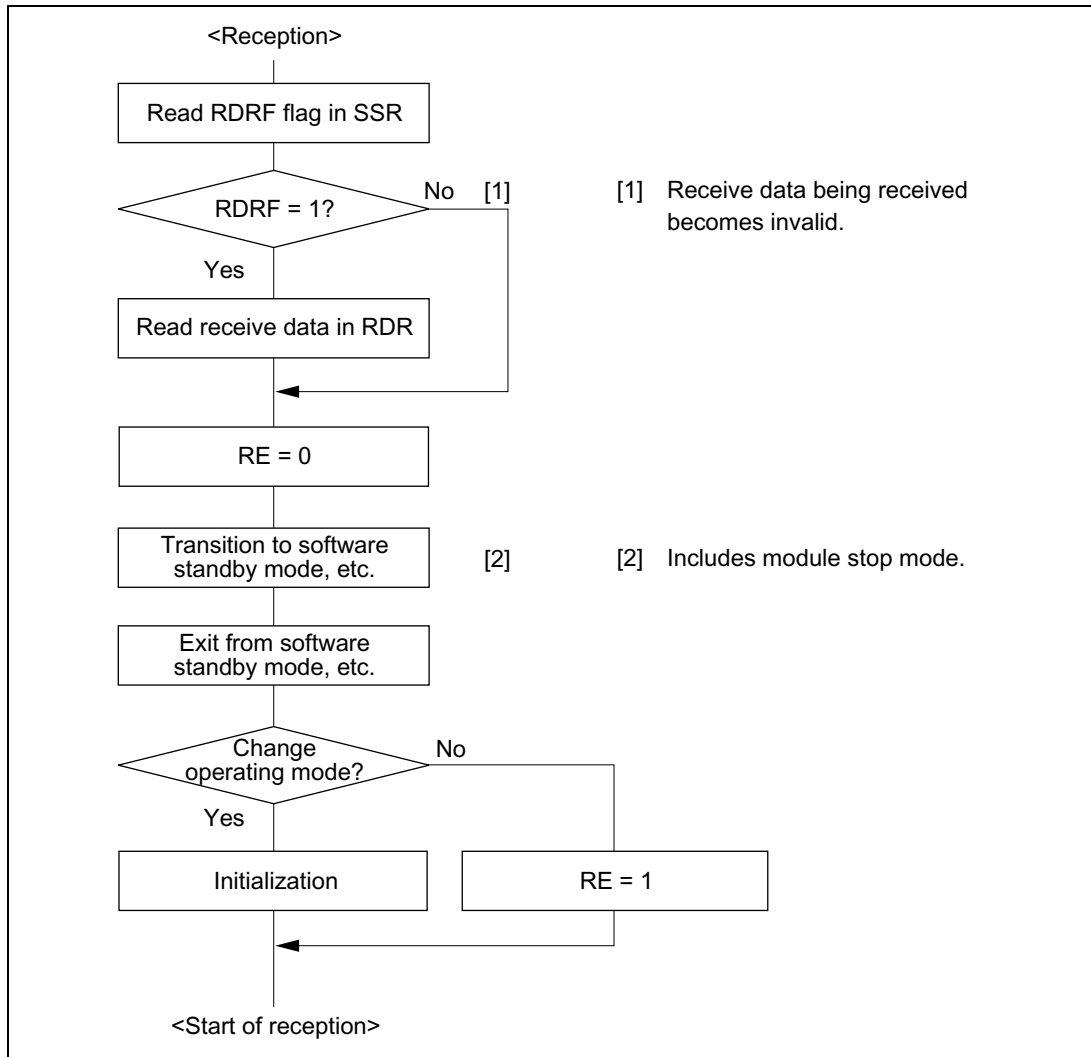 <Reception>
Read RDRF flag in SSR
RDRF = 1?
No [1]
[1] Receive data being received
becomes invalid.
Yes
Read receive data in RDR
RE = 0
Transition to software
standby mode, etc.
[2]
[2] Includes module stop mode.
Exit from software
standby mode, etc.
Change
operating mode?
No
Yes
Initialization
RE = 1
<Start of reception>